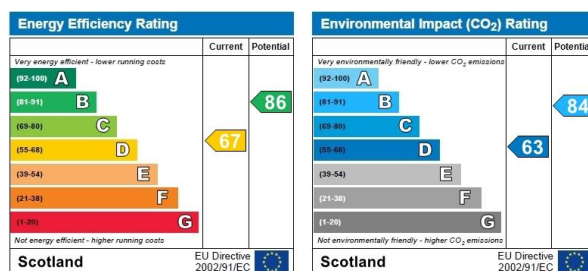 Energy Efficiency Rating
Current Potential
Very energy efficient - lower running costs
(92-100) A
(81-91) B
86
(69-80) C
(55-68) D
67
(39-54) E
(21-38) F
(1-20) G
Not energy efficient - higher running costs
Scotland
EU Directive
2002/91/EC
Environmental Impact (CO₂) Rating
Current Potential
Very environmentally friendly - lower CO₂ emissions
(92-100) A
(81-91) B
84
(69-80) C
(55-68) D
63
(39-54) E
(21-38) F
(1-20) G
Not environmentally friendly - higher CO₂ emissions
Scotland
EU Directive
2002/91/EC